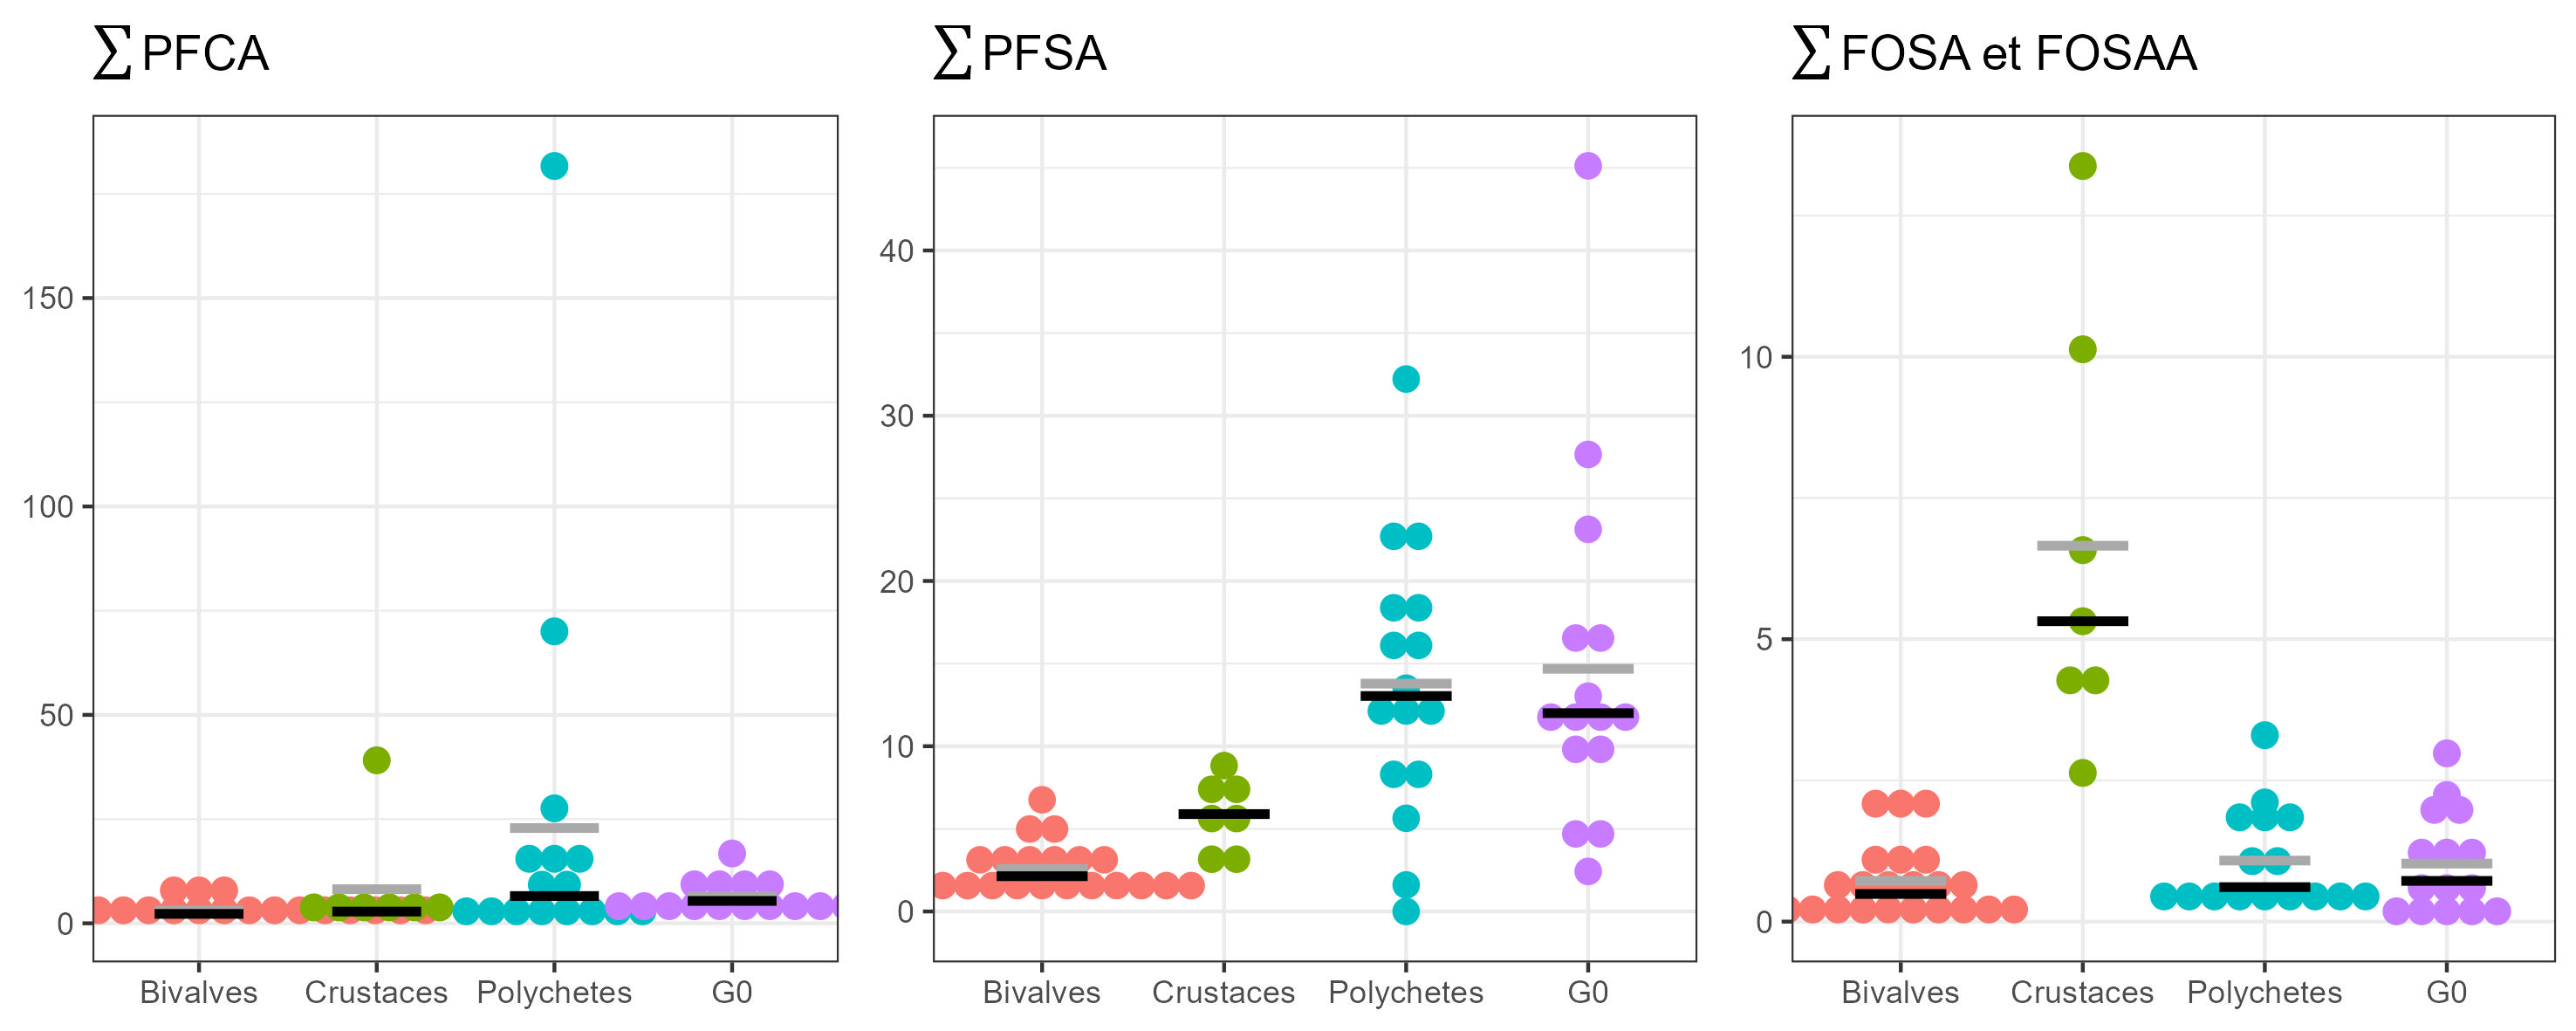 ∑PFCA
150
100
50
0
Bivalves Crustaces Polychetes G0
∑PFSA
40
30
20
10
0
Bivalves Crustaces Polychetes G0
∑FOSA et FOSAA
10
5
0
Bivalves Crustaces Polychetes G0